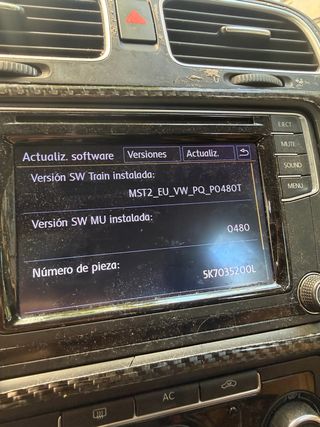 EJECT
Actualiz. software
Versiones
Actualiz.
MUTE
Versión SW Train instalada:
MST2_EU_VW_PQ_P0480T
SOUND
MENU
Versión SW MU instalada:
0480
Número de pieza:
5K7035200L
AC